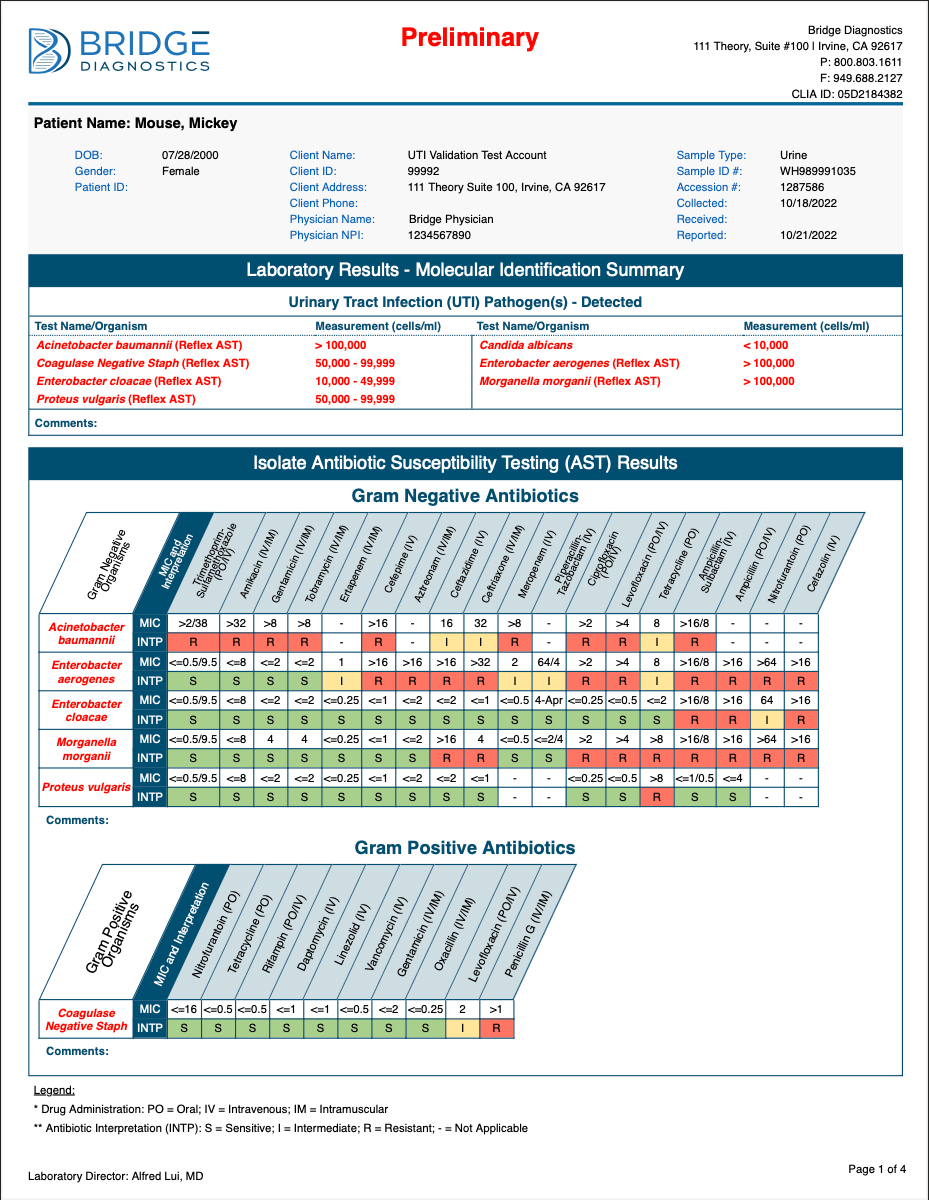 BRIDGE
DIAGNOSTICS
Preliminary
Bridge Diagnostics
111 Theory, Suite #100 | Irvine, CA 92617
P: 800.803.1611
F: 949.688.2127
CLIA ID: 05D2184382
Patient Name: Mouse, Mickey
DOB: 07/28/2000 Client Name: UTI Validation Test Account Sample Type: Urine
Gender: Female Client ID: 99992 Sample ID #: WH989991035
Patient ID: Client Address: 111 Theory Suite 100, Irvine, CA 92617 Accession #: 1287586
Client Phone: Collected: 10/18/2022
Physician Name: Bridge Physician Received:
Physician NPI: 1234567890 Reported: 10/21/2022
Laboratory Results - Molecular Identification Summary
Urinary Tract Infection (UTI) Pathogen(s) - Detected
Test Name/Organism Measurement (cells/ml) Test Name/Organism Measurement (cells/ml)
Acinetobacter baumannii (Reflex AST) > 100,000 Candida albicans < 10,000
Coagulase Negative Staph (Reflex AST) 50,000 - 99,999 Enterobacter aerogenes (Reflex AST) > 100,000
Enterobacter cloacae (Reflex AST) 10,000 - 49,999 Morganella morganii (Reflex AST) > 100,000
Proteus vulgaris (Reflex AST) 50,000 - 99,999
Comments:
Isolate Antibiotic Susceptibility Testing (AST) Results
Gram Negative Antibiotics
Gram Negative
Organisms
MIC and
Interpretation
Trimethoprim-
Sulfamethoxazole
(PO/IV)
Amikacin (IV/IM)
Gentamicin (IV/IM)
Tobramycin (IV/IM)
Ertapenem (IV/IM)
Cefepime (IV)
Aztreonam (IV/IM)
Ceftazidime (IV)
Ceftriaxone (IV/IM)
Meropenem (IV)
Piperacillin-
Tazobactam (IV)
Ciprofloxacin
(PO/IV)
Levofloxacin (PO/IV)
Tetracycline (PO)
Ampicillin-
Sulbactam (IV)
Ampicillin (PO/IV)
Nitrofurantoin (PO)
Cefazolin (IV)
Acinetobacter
baumannii
MIC >2/38 >32 >8 >8 - >16 - 16 32 >8 - >2 >4 8 >16/8 - - -
INTP R R R R - R - I I R - R R I R - - -
Enterobacter
aerogenes
MIC <=0.5/9.5 <=8 <=2 <=2 1 >16 >16 >16 >32 2 64/4 >2 >4 8 >16/8 >16 >64 >16
INTP S S S S I R R R R I I R R I R R R R
Enterobacter
cloacae
MIC <=0.5/9.5 <=8 <=2 <=2 <=0.25 <=1 <=2 <=2 <=1 <=0.5 4-Apr <=0.25 <=0.5 <=2 >16/8 >16 64 >16
INTP S S S S S S S S S S S S S S R R I R
Morganella
morganii
MIC <=0.5/9.5 <=8 4 4 <=0.25 <=1 <=2 >16 4 <=0.5 <=2/4 >2 >4 >8 >16/8 >16 >64 >16
INTP S S S S S S S R R S S R R R R R R R
Proteus vulgaris
MIC <=0.5/9.5 <=8 <=2 <=2 <=0.25 <=1 <=2 <=2 <=1 - - <=0.25 <=0.5 >8 <=1/0.5 <=4 - -
INTP S S S S S S S S S - - S S R S S - -
Comments:
Gram Positive Antibiotics
Gram Positive
Organisms
MIC and Interpretation
Nitrofurantoin (PO)
Tetracycline (PO)
Rifampin (PO/IV)
Daptomycin (IV)
Linezolid (IV)
Vancomycin (IV)
Gentamicin (IV/IM)
Oxacillin (IV/IM)
Levofloxacin (PO/IV)
Penicillin G (IV/IM)
Coagulase
Negative Staph
MIC <=16 <=0.5 <=0.5 <=1 <=1 <=0.5 <=2 <=0.25 2 >1
INTP S S S S S S S S I R
Comments:
Legend:
* Drug Administration: PO = Oral; IV = Intravenous; IM = Intramuscular
** Antibiotic Interpretation (INTP): S = Sensitive; I = Intermediate; R = Resistant; - = Not Applicable
Laboratory Director: Alfred Lui, MD
Page 1 of 4